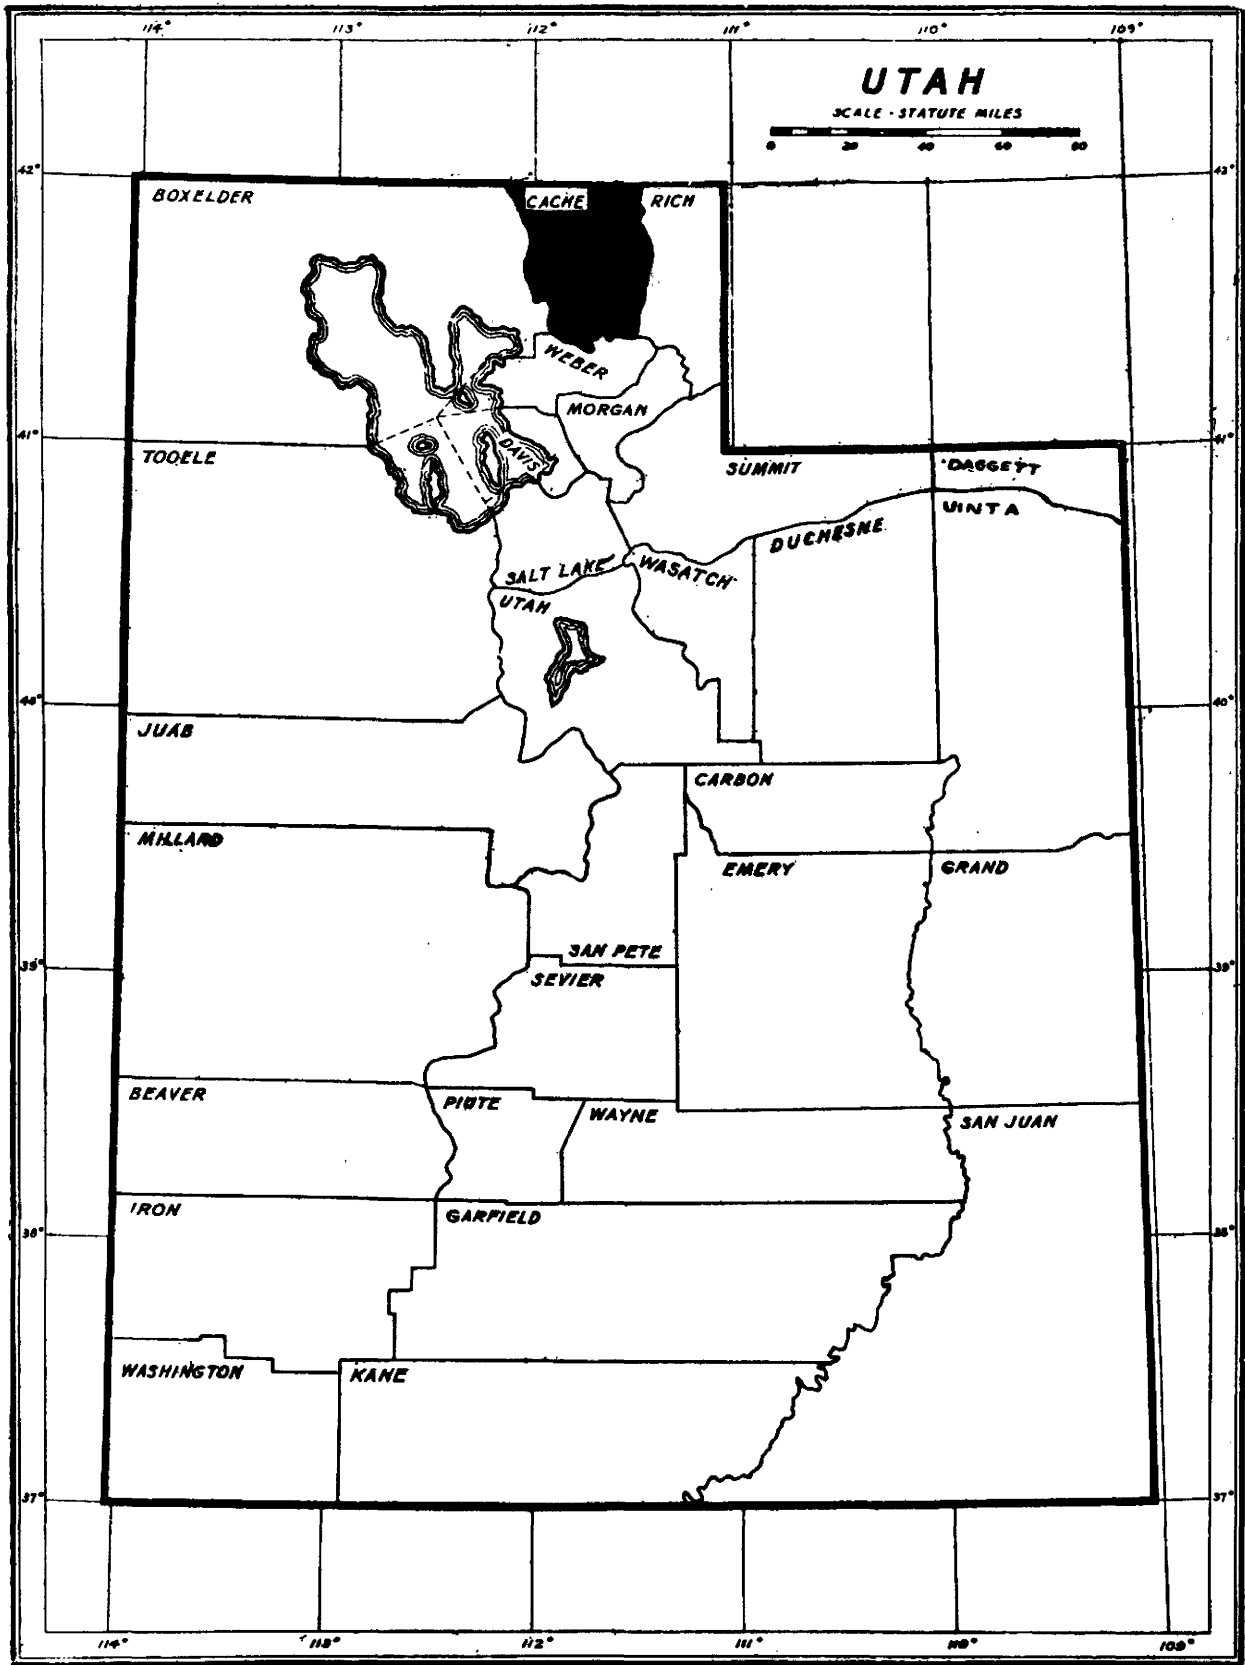 114° 113° 112° 111° 110° 109°
UTAH
SCALE - STATUTE MILES
0 20 40 60 80
42° 42°
BOXELDER CACHE RICH
WEBER
MORGAN
41° 41°
TOOELE DAVIS SUMMIT DAGGETT
UINTA
DUCHESNE
SALT LAKE WASATCH
UTAH
40° 40°
JUAB
CARBON
MILLARD
EMERY GRAND
SAN PETE
39° 39°
SEVIER
BEAVER PIUTE WAYNE SAN JUAN
IRON GARFIELD
38° 38°
WASHINGTON KANE
37° 37°
114° 113° 112° 111° 110° 109°